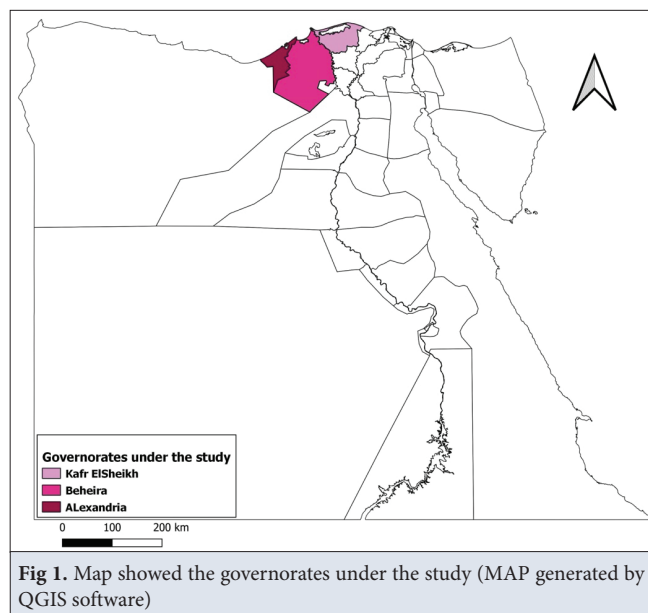 Governorates under the study
Kafr ElSheikh
Beheira
ALexandria
0 100 200 km
Fig 1. Map showed the governorates under the study (MAP generated by
QGIS software)